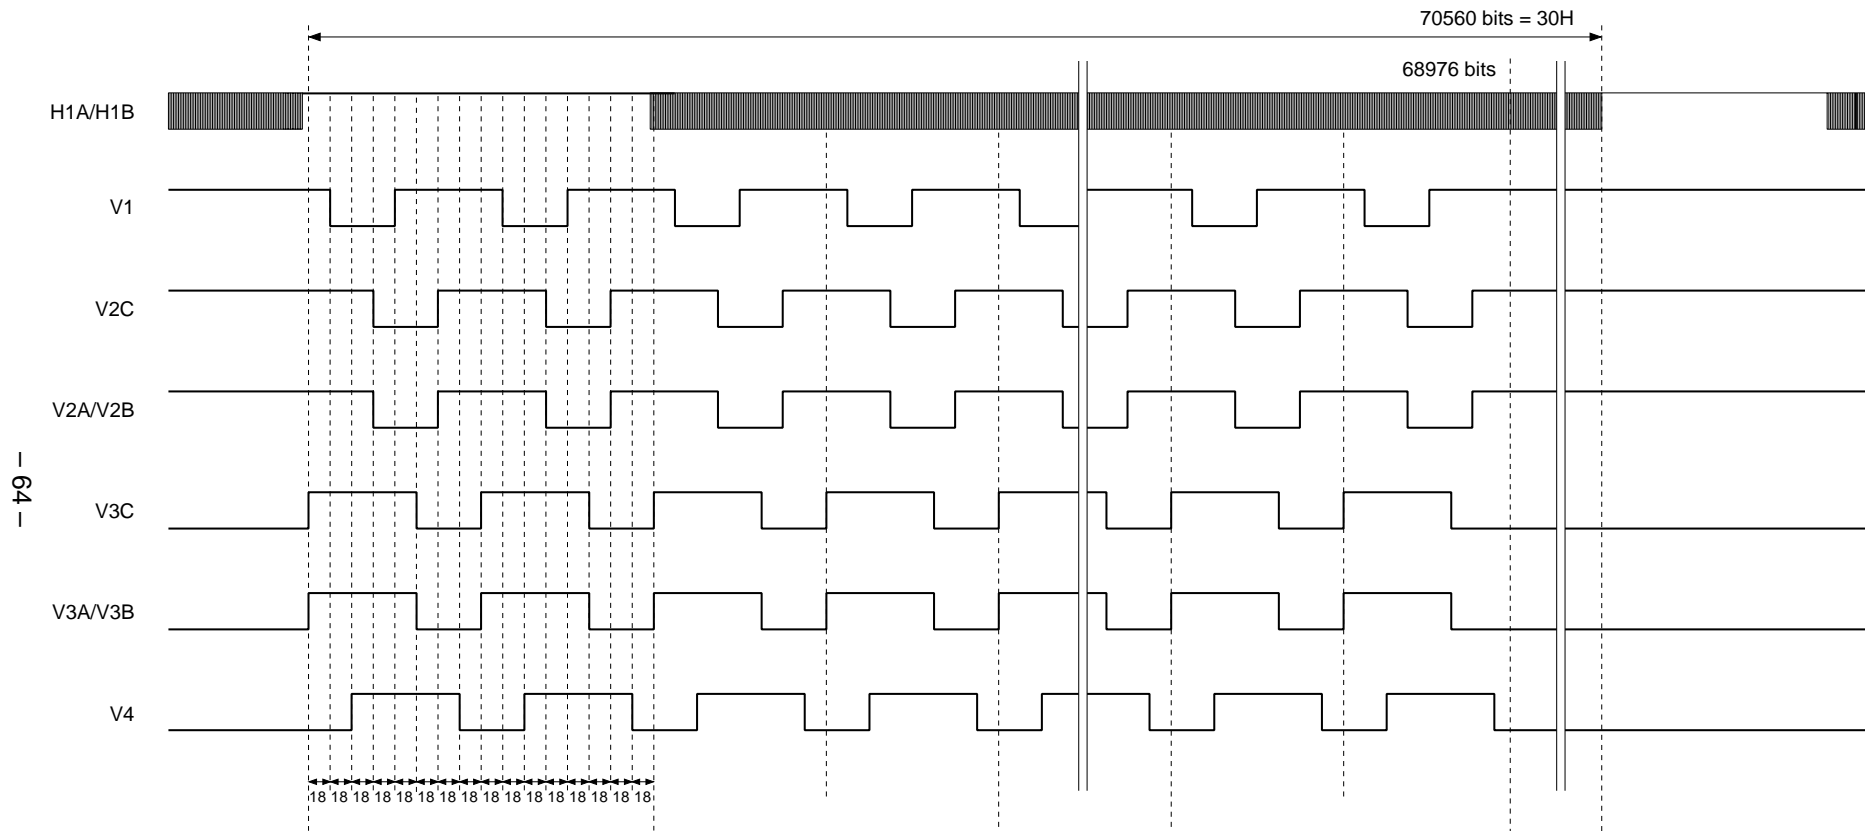 70560 bits = 30H
68976 bits
H1A/H1B
V1
V2C
V2A/V2B
V3C
V3A/V3B
V4
18 18 18 18 18 18 18 18 18 18 18 18 18 18 18 18
– 64 –